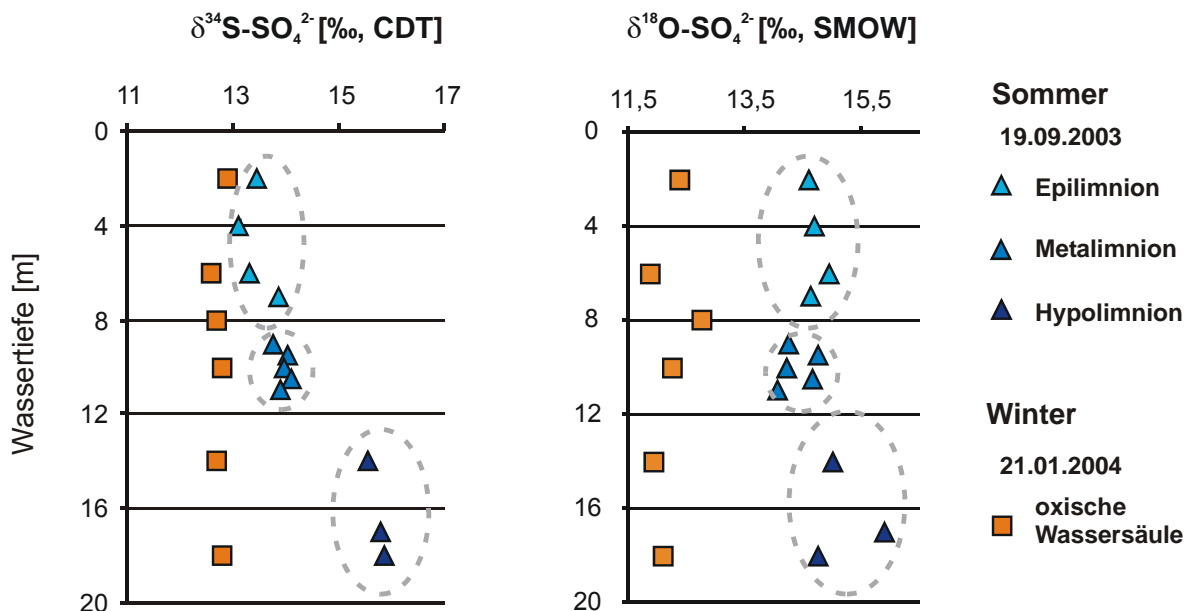 δ³⁴S-SO₄²⁻ [‰, CDT]
11 13 15 17
0
4
8
12
16
20
Wassertiefe [m]
δ¹⁸O-SO₄²⁻ [‰, SMOW]
11,5 13,5 15,5
0
4
8
12
16
20
Sommer
19.09.2003
Epilimnion
Metalimnion
Hypolimnion
Winter
21.01.2004
oxische
Wassersäule